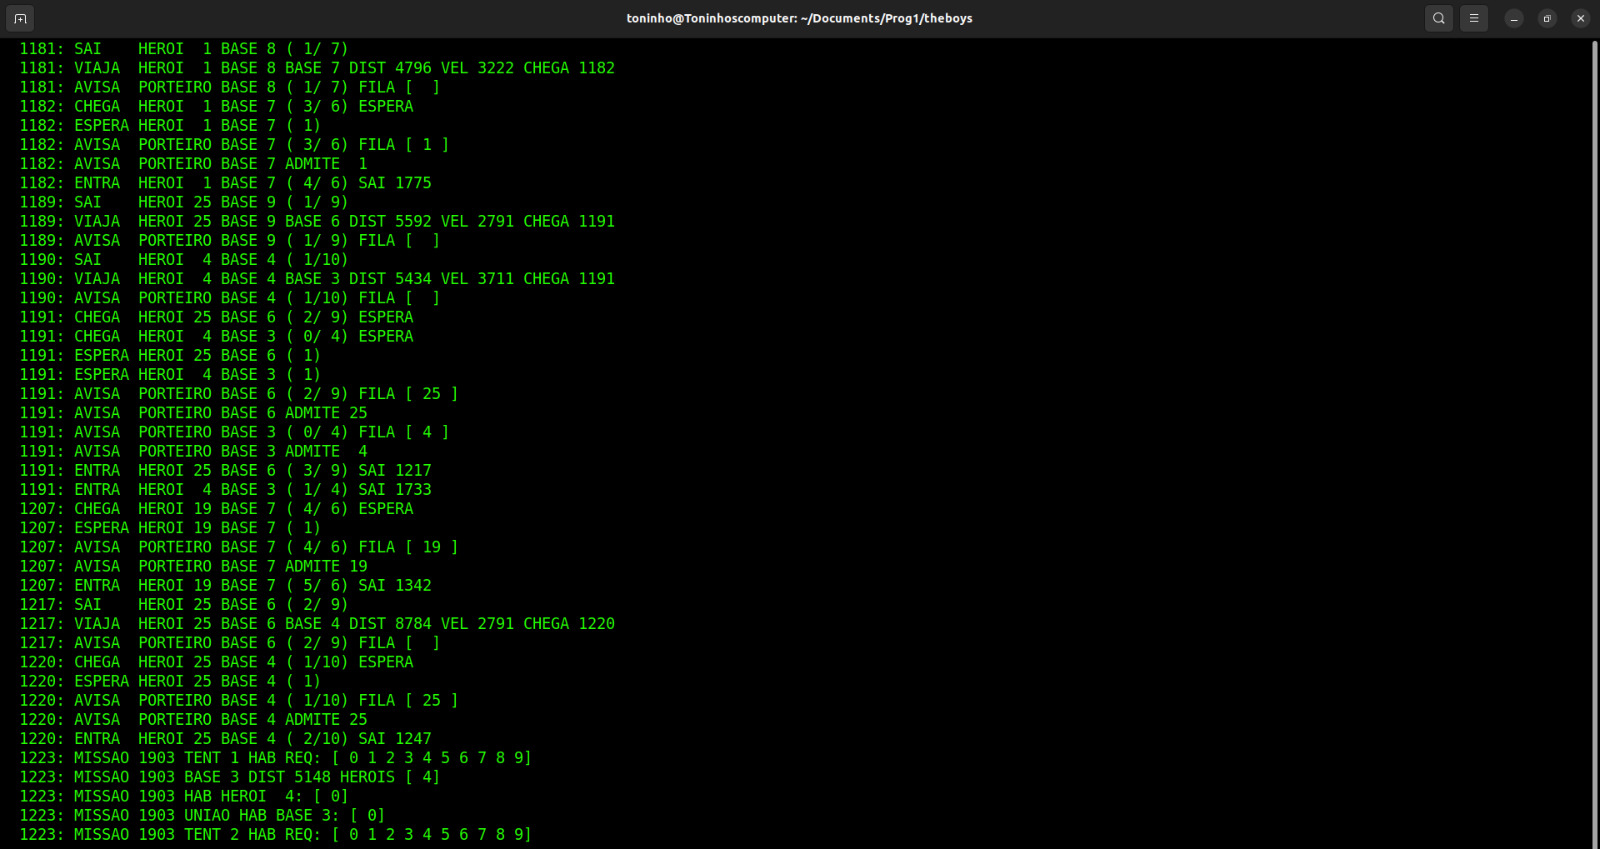 toninho@Toninhoscomputer: ~/Documents/Prog1/theboys
1181: SAI    HEROI  1 BASE 8 ( 1/ 7)
1181: VIAJA  HEROI  1 BASE 8 BASE 7 DIST 4796 VEL 3222 CHEGA 1182
1181: AVISA  PORTEIRO BASE 8 ( 1/ 7) FILA [  ]
1182: CHEGA  HEROI  1 BASE 7 ( 3/ 6) ESPERA
1182: ESPERA HEROI  1 BASE 7 ( 1)
1182: AVISA  PORTEIRO BASE 7 ( 3/ 6) FILA [ 1 ]
1182: AVISA  PORTEIRO BASE 7 ADMITE  1
1182: ENTRA  HEROI  1 BASE 7 ( 4/ 6) SAI 1775
1189: SAI    HEROI 25 BASE 9 ( 1/ 9)
1189: VIAJA  HEROI 25 BASE 9 BASE 6 DIST 5592 VEL 2791 CHEGA 1191
1189: AVISA  PORTEIRO BASE 9 ( 1/ 9) FILA [  ]
1190: SAI    HEROI  4 BASE 4 ( 1/10)
1190: VIAJA  HEROI  4 BASE 4 BASE 3 DIST 5434 VEL 3711 CHEGA 1191
1190: AVISA  PORTEIRO BASE 4 ( 1/10) FILA [  ]
1191: CHEGA  HEROI 25 BASE 6 ( 2/ 9) ESPERA
1191: CHEGA  HEROI  4 BASE 3 ( 0/ 4) ESPERA
1191: ESPERA HEROI 25 BASE 6 ( 1)
1191: ESPERA HEROI  4 BASE 3 ( 1)
1191: AVISA  PORTEIRO BASE 6 ( 2/ 9) FILA [ 25 ]
1191: AVISA  PORTEIRO BASE 6 ADMITE 25
1191: AVISA  PORTEIRO BASE 3 ( 0/ 4) FILA [ 4 ]
1191: AVISA  PORTEIRO BASE 3 ADMITE  4
1191: ENTRA  HEROI 25 BASE 6 ( 3/ 9) SAI 1217
1191: ENTRA  HEROI  4 BASE 3 ( 1/ 4) SAI 1733
1207: CHEGA  HEROI 19 BASE 7 ( 4/ 6) ESPERA
1207: ESPERA HEROI 19 BASE 7 ( 1)
1207: AVISA  PORTEIRO BASE 7 ( 4/ 6) FILA [ 19 ]
1207: AVISA  PORTEIRO BASE 7 ADMITE 19
1207: ENTRA  HEROI 19 BASE 7 ( 5/ 6) SAI 1342
1217: SAI    HEROI 25 BASE 6 ( 2/ 9)
1217: VIAJA  HEROI 25 BASE 6 BASE 4 DIST 8784 VEL 2791 CHEGA 1220
1217: AVISA  PORTEIRO BASE 6 ( 2/ 9) FILA [  ]
1220: CHEGA  HEROI 25 BASE 4 ( 1/10) ESPERA
1220: ESPERA HEROI 25 BASE 4 ( 1)
1220: AVISA  PORTEIRO BASE 4 ( 1/10) FILA [ 25 ]
1220: AVISA  PORTEIRO BASE 4 ADMITE 25
1220: ENTRA  HEROI 25 BASE 4 ( 2/10) SAI 1247
1223: MISSAO 1903 TENT 1 HAB REQ: [ 0 1 2 3 4 5 6 7 8 9]
1223: MISSAO 1903 BASE 3 DIST 5148 HEROIS [ 4]
1223: MISSAO 1903 HAB HEROI  4: [ 0]
1223: MISSAO 1903 UNIAO HAB BASE 3: [ 0]
1223: MISSAO 1903 TENT 2 HAB REQ: [ 0 1 2 3 4 5 6 7 8 9]